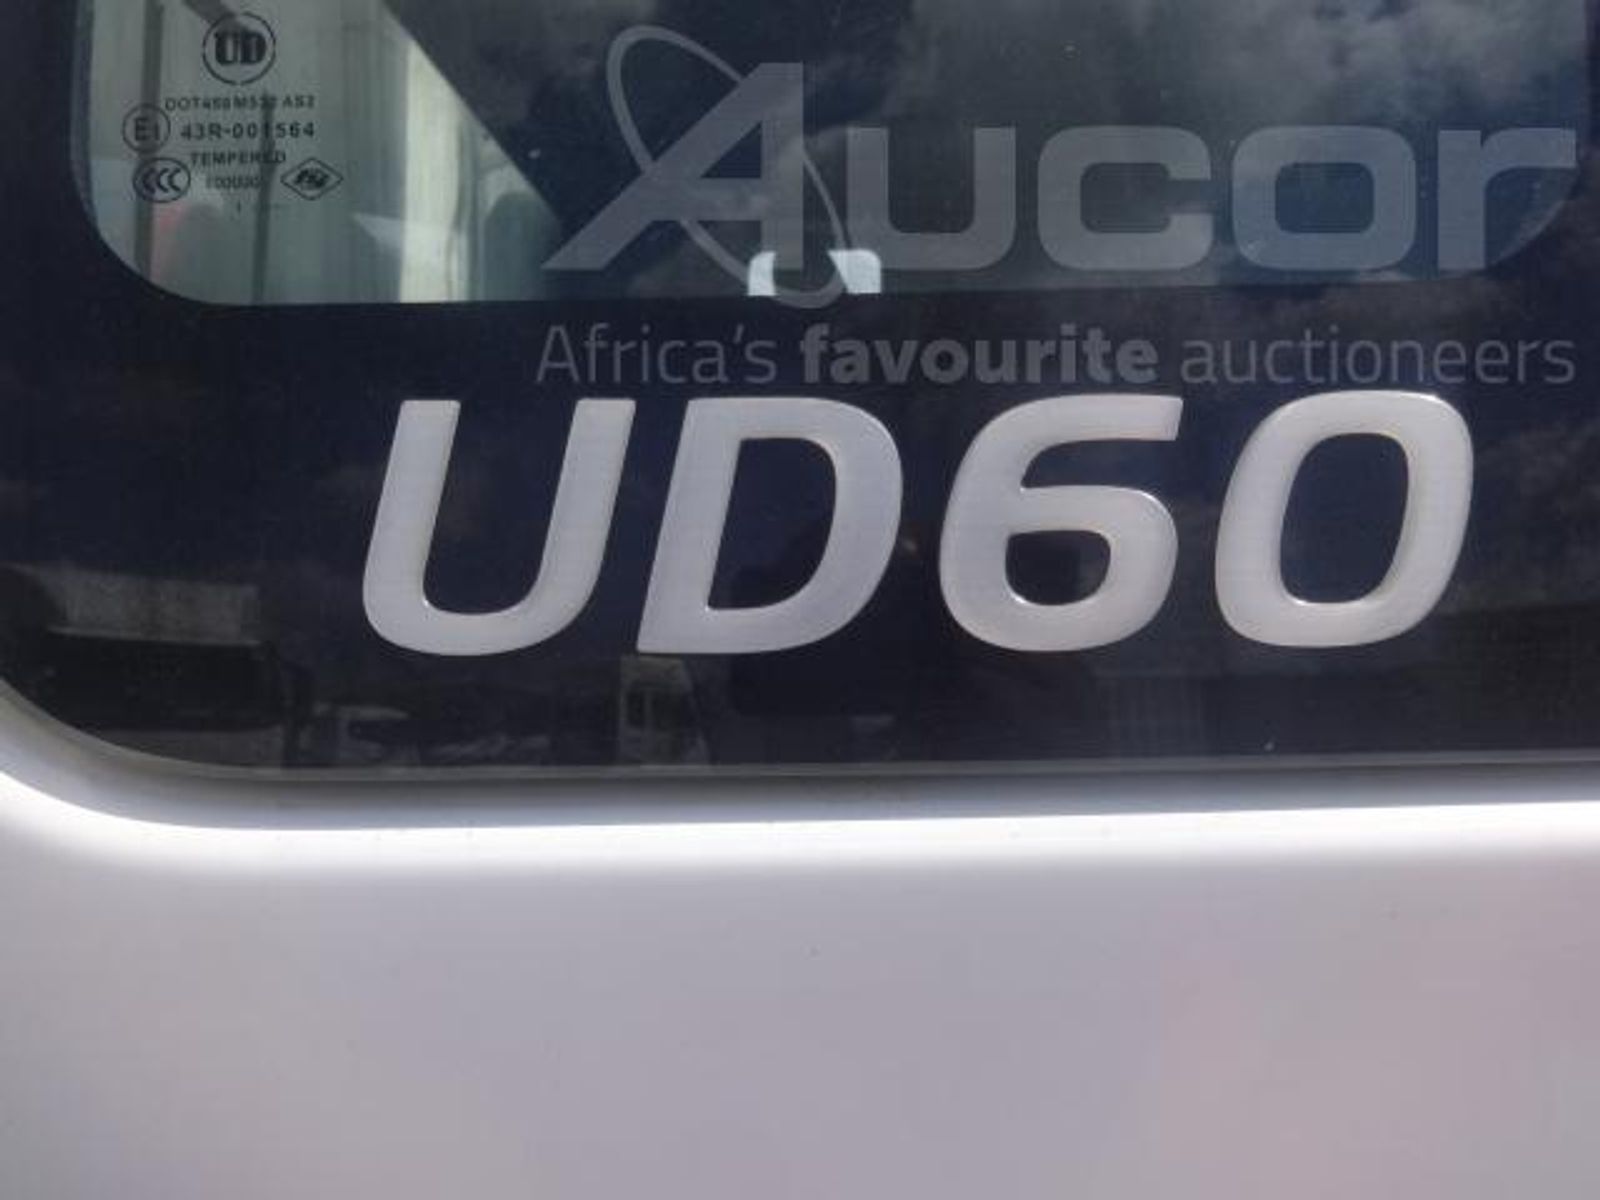 UD
43R-001564
TEMPERED
Aucor
Africa's favourite auctioneers
UD60